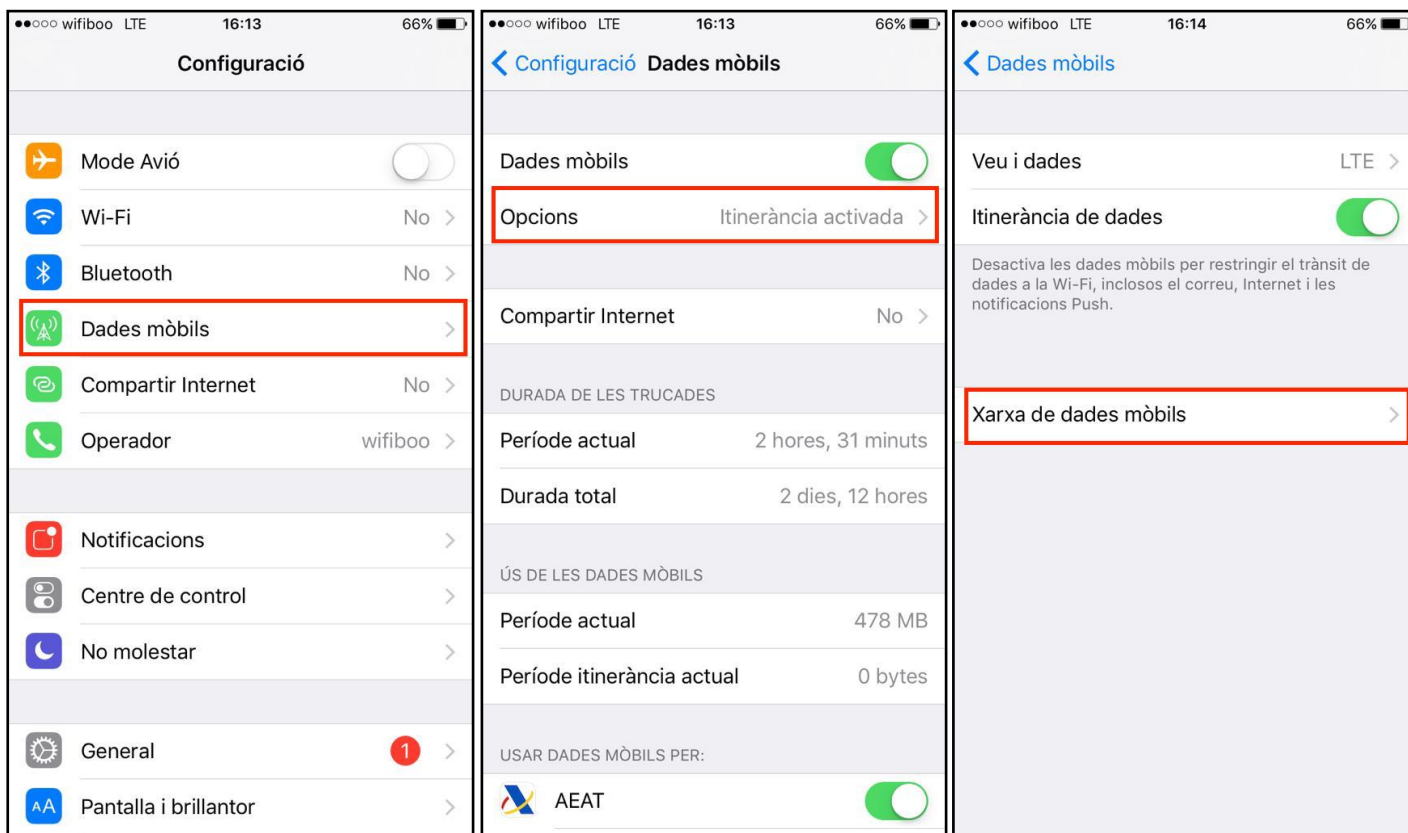 wifiboo LTE 16:13 66%
Configuració
Mode Avió
Wi-Fi No
Bluetooth No
Dades mòbils
Compartir Internet No
Operador wifiboo
Notificacions
Centre de control
No molestar
General 1
AA Pantalla i brillantor
wifiboo LTE 16:13 66%
Configuració Dades mòbils
Dades mòbils
Opcions Itinerància activada
Compartir Internet No
DURADA DE LES TRUCADES
Període actual 2 hores, 31 minuts
Durada total 2 dies, 12 hores
ÚS DE LES DADES MÒBILS
Període actual 478 MB
Període itinerància actual 0 bytes
USAR DADES MÒBILS PER:
AEAT
wifiboo LTE 16:14 66%
Dades mòbils
Veu i dades LTE
Itinerància de dades
Desactiva les dades mòbils per restringir el trànsit de
dades a la Wi-Fi, inclosos el correu, Internet i les
notificacions Push.
Xarxa de dades mòbils